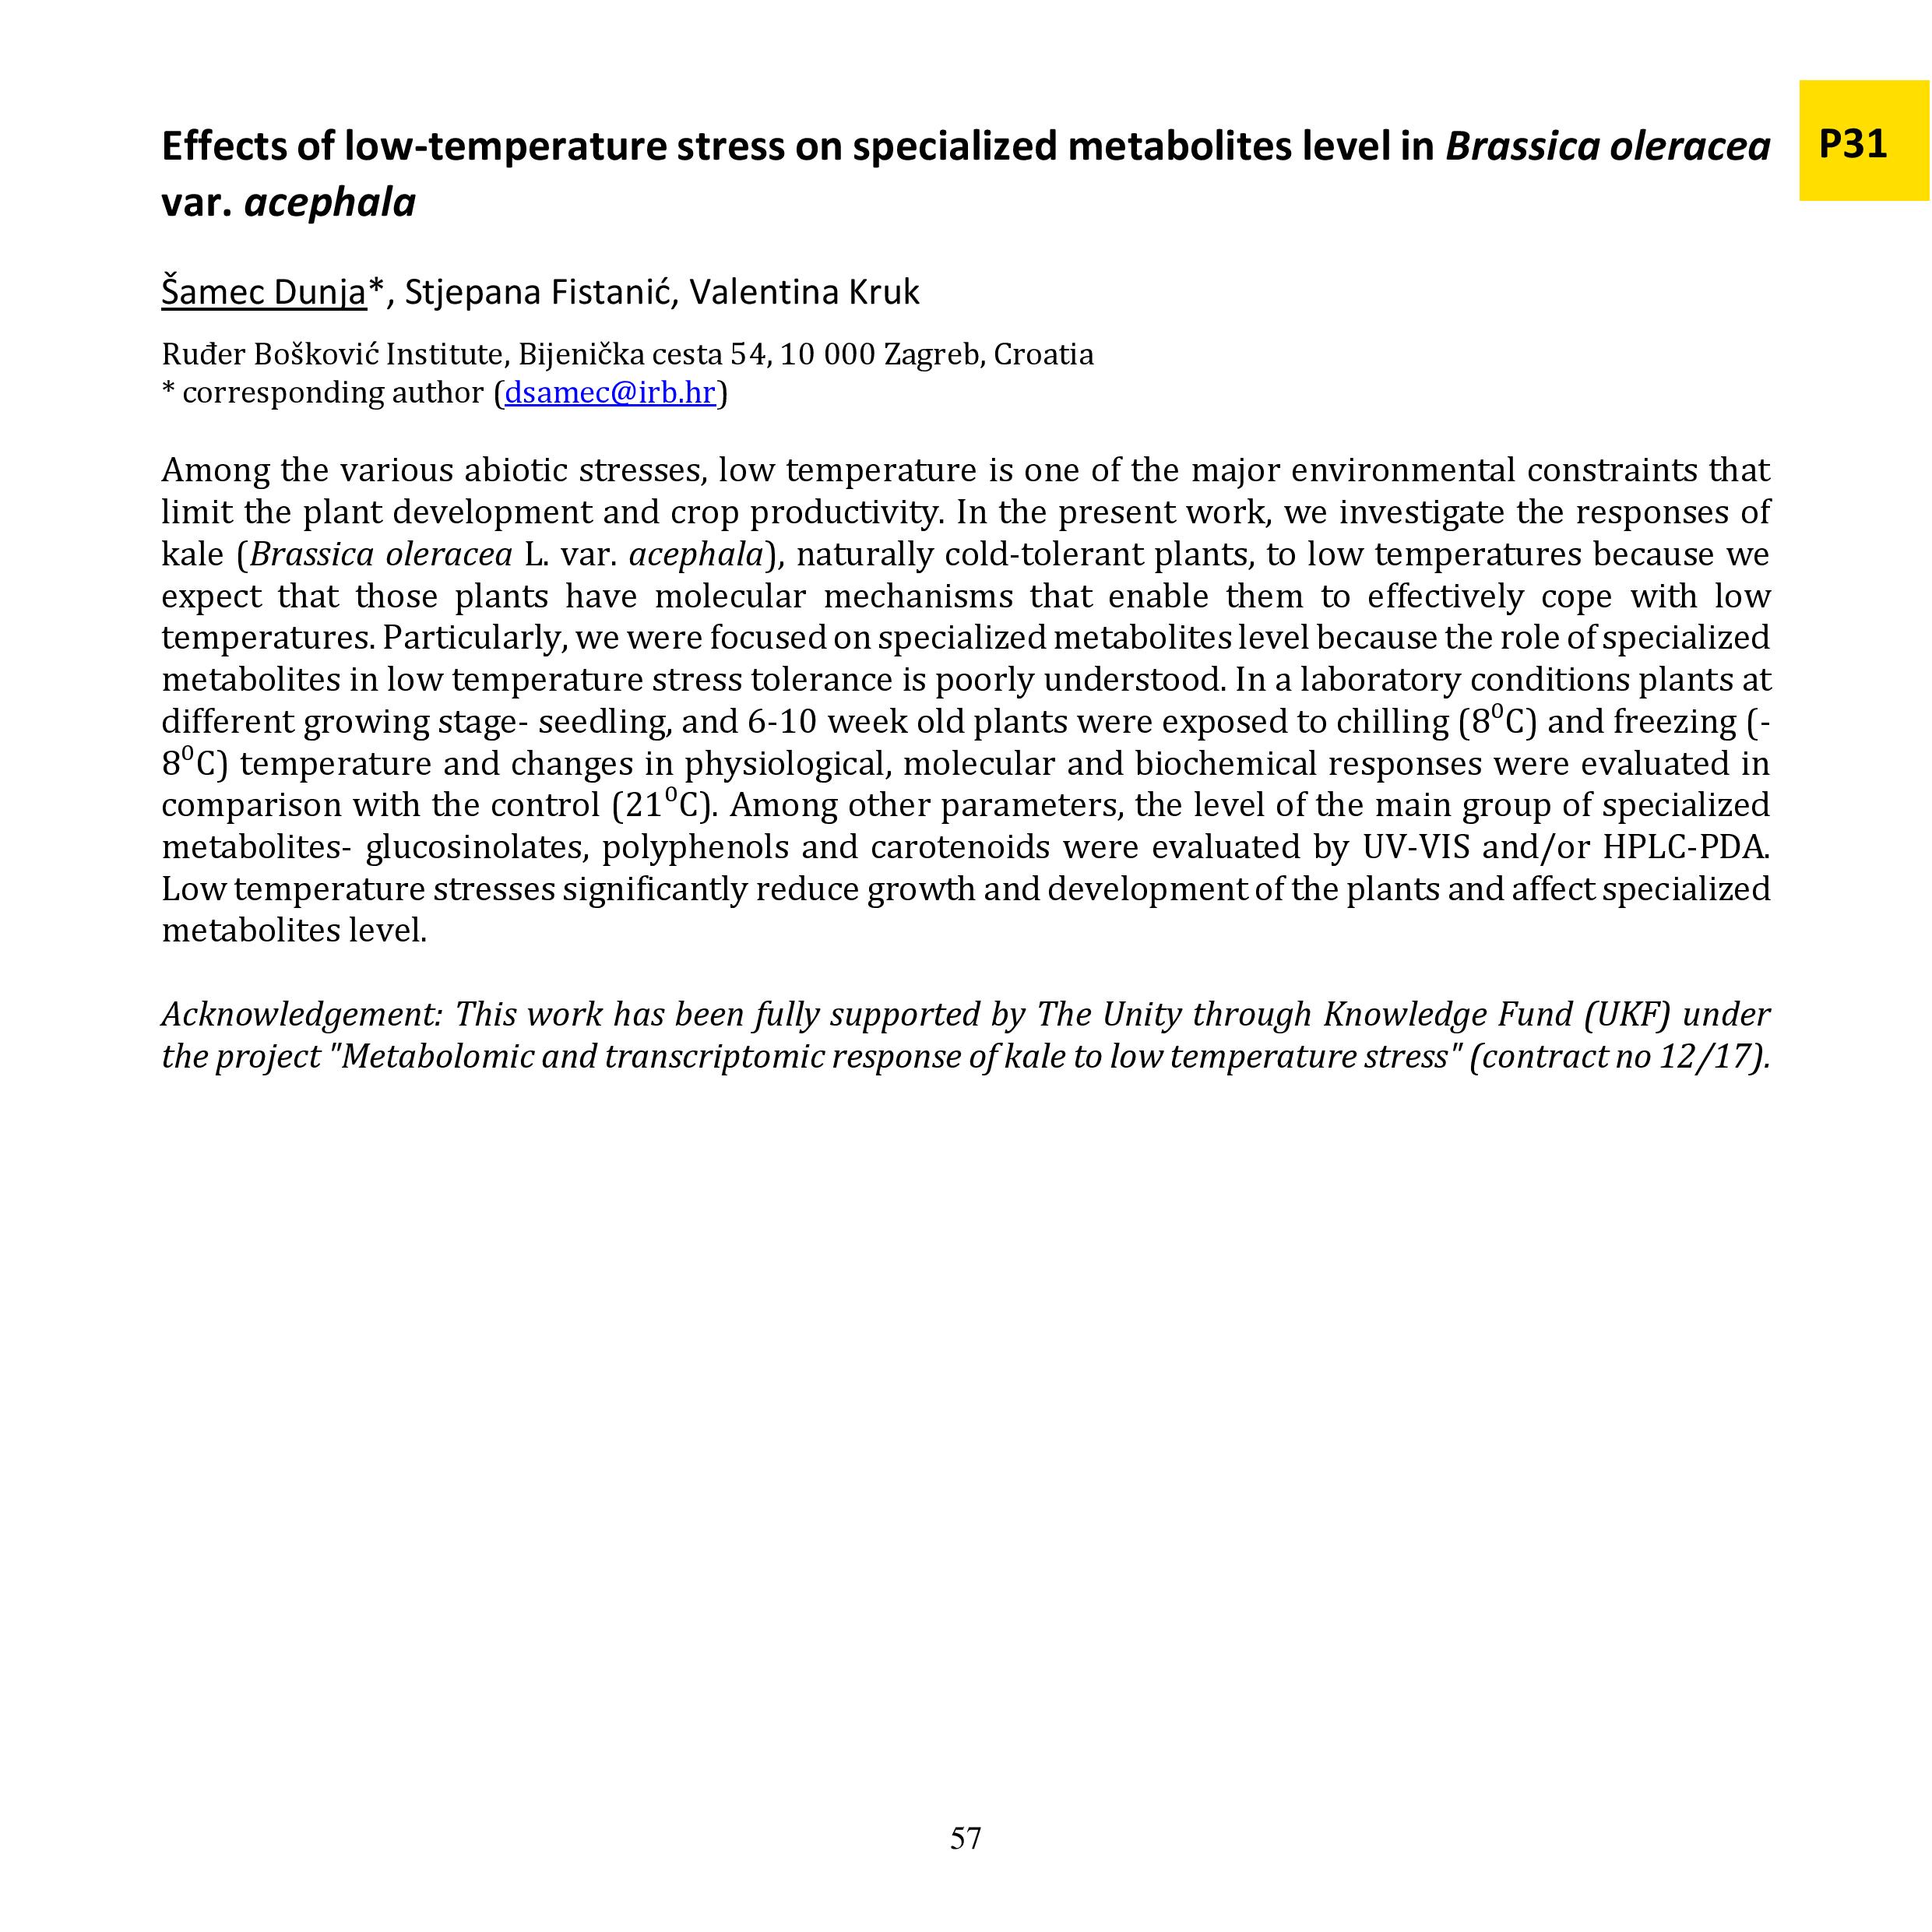 Effects of low-temperature stress on specialized metabolites level in Brassica oleracea
var. acephala
P31
Šamec Dunja*, Stjepana Fistanić, Valentina Kruk
Ruđer Bošković Institute, Bijenička cesta 54, 10 000 Zagreb, Croatia
* corresponding author (dsamec@irb.hr)
Among the various abiotic stresses, low temperature is one of the major environmental constraints that
limit the plant development and crop productivity. In the present work, we investigate the responses of
kale (Brassica oleracea L. var. acephala), naturally cold-tolerant plants, to low temperatures because we
expect that those plants have molecular mechanisms that enable them to effectively cope with low
temperatures. Particularly, we were focused on specialized metabolites level because the role of specialized
metabolites in low temperature stress tolerance is poorly understood. In a laboratory conditions plants at
different growing stage- seedling, and 6-10 week old plants were exposed to chilling (8⁰C) and freezing (-
8⁰C) temperature and changes in physiological, molecular and biochemical responses were evaluated in
comparison with the control (21⁰C). Among other parameters, the level of the main group of specialized
metabolites- glucosinolates, polyphenols and carotenoids were evaluated by UV-VIS and/or HPLC-PDA.
Low temperature stresses significantly reduce growth and development of the plants and affect specialized
metabolites level.
Acknowledgement: This work has been fully supported by The Unity through Knowledge Fund (UKF) under
the project "Metabolomic and transcriptomic response of kale to low temperature stress" (contract no 12/17).
57